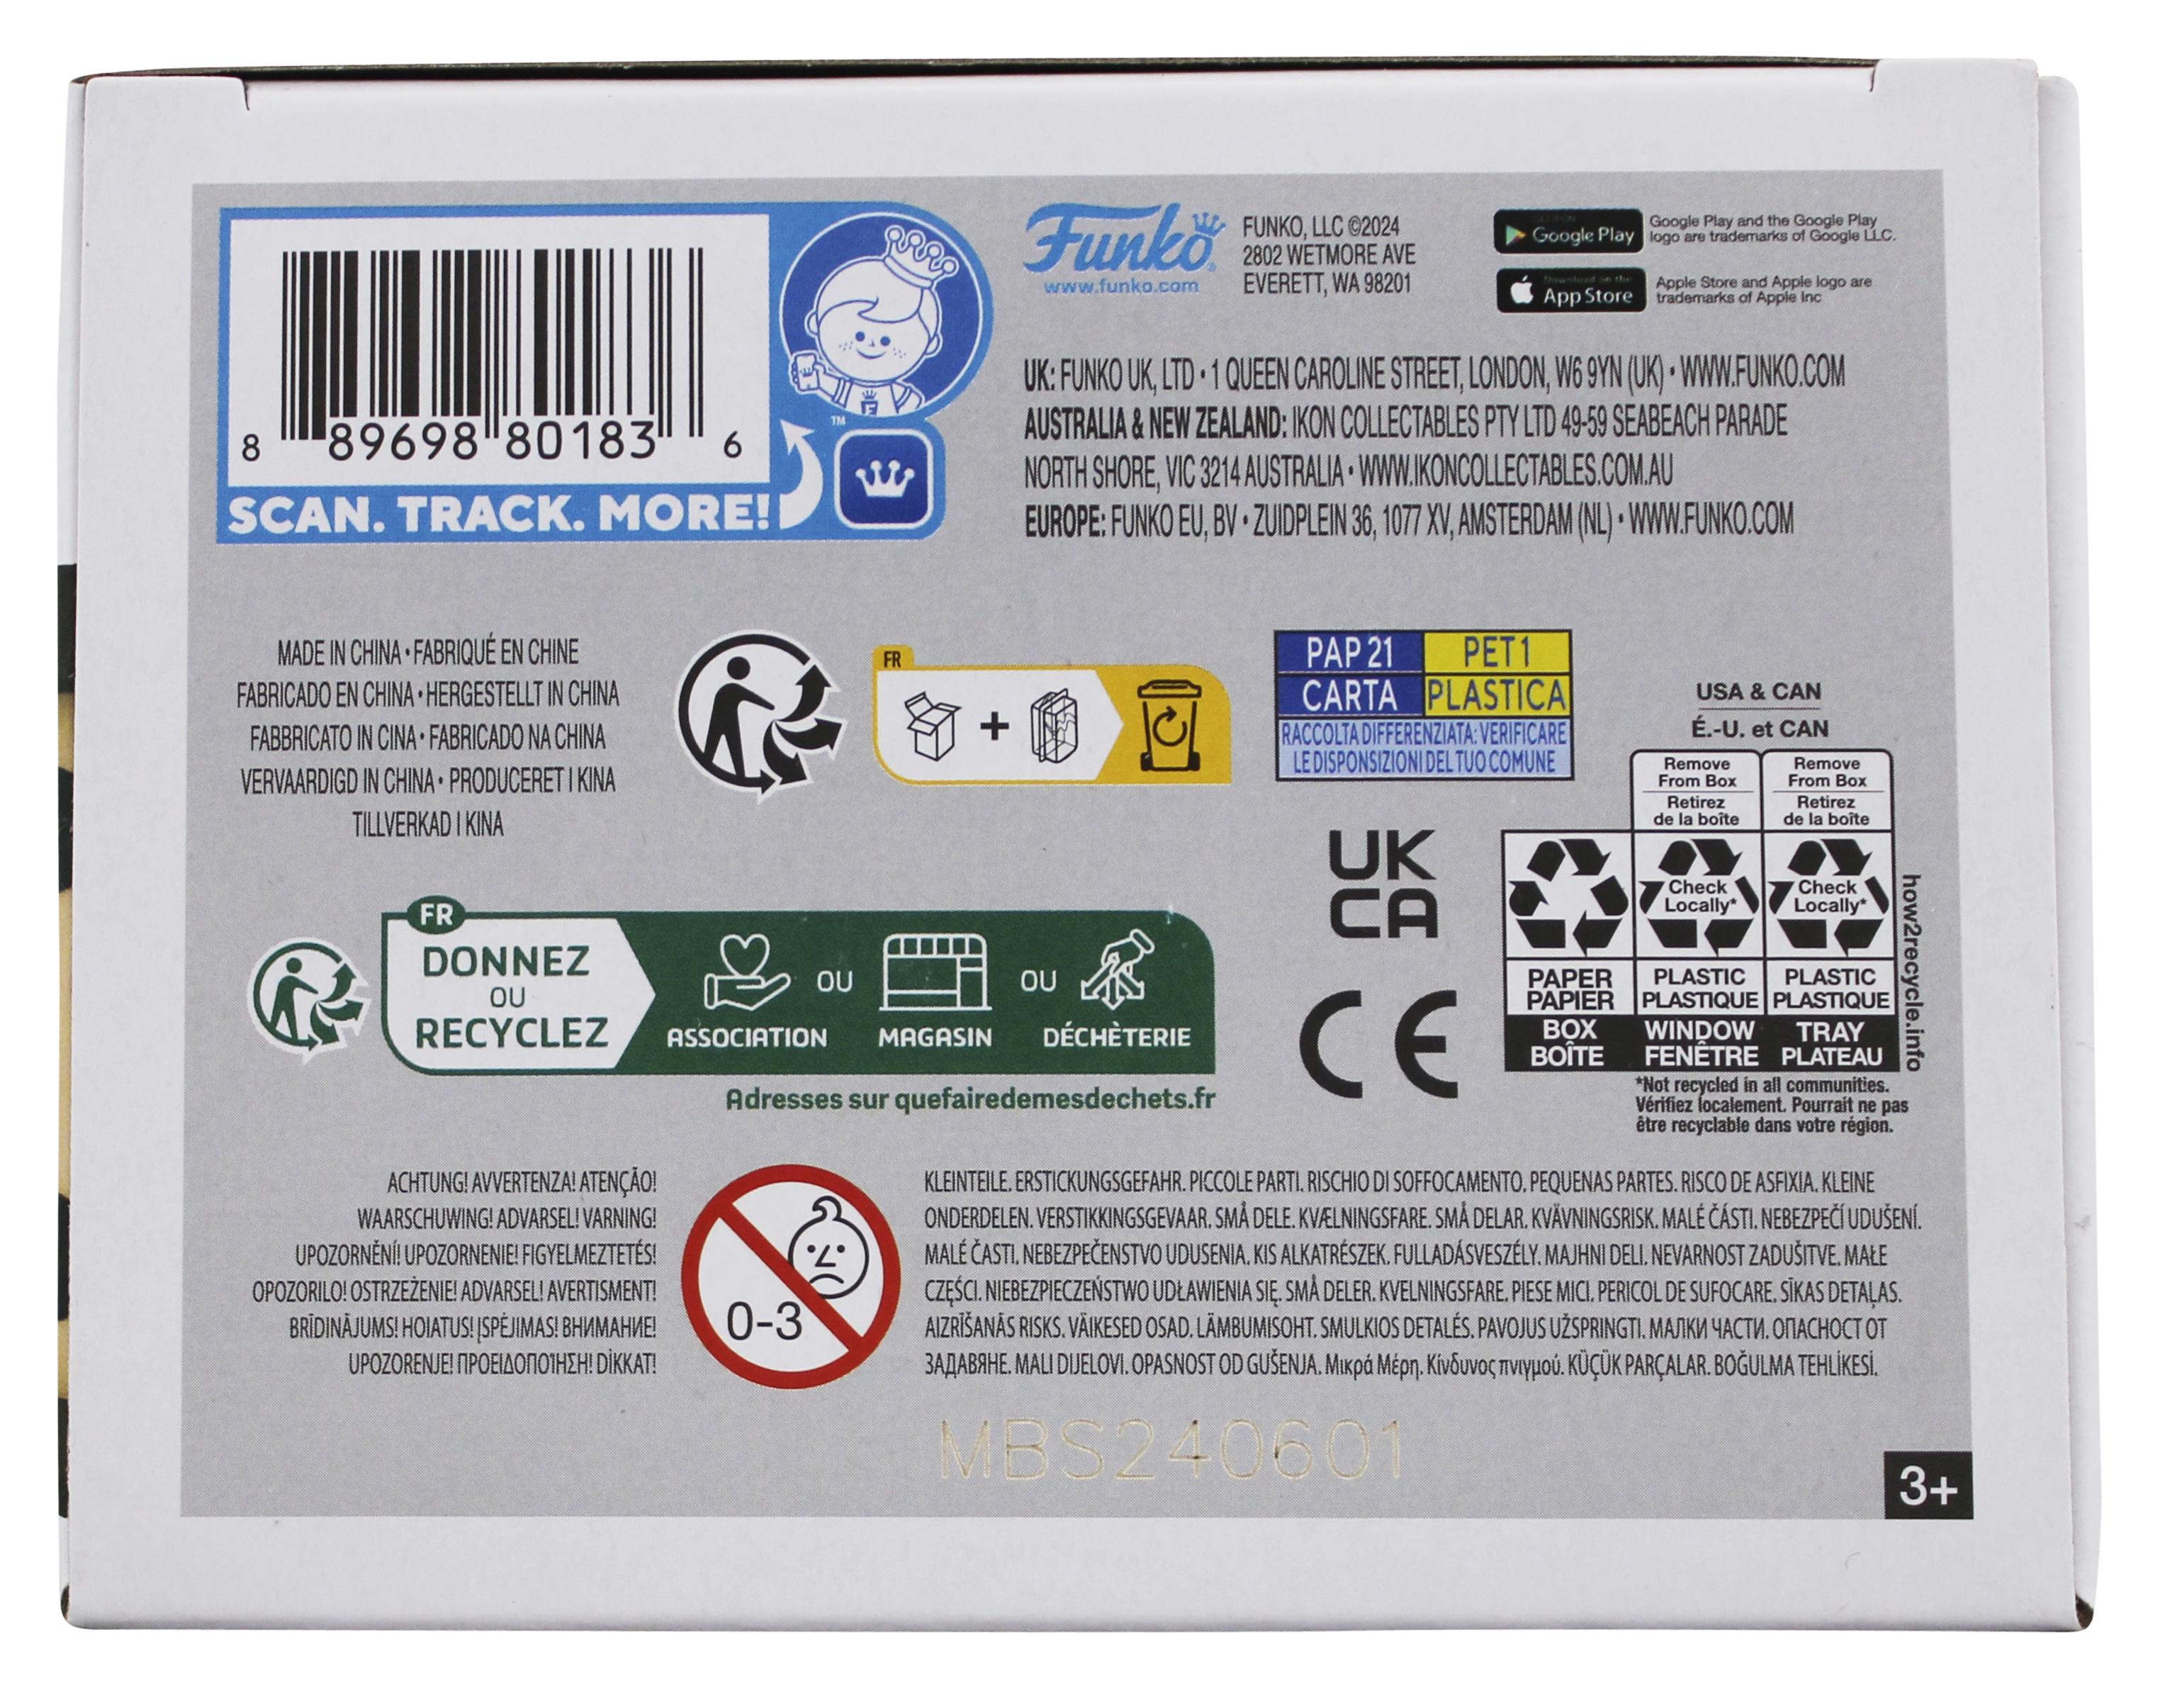 8 89698 80183 6
SCAN. TRACK. MORE!
™
Funko
www.funko.com
FUNKO, LLC ©2024
2802 WETMORE AVE
EVERETT, WA 98201
GET IT ON
Google Play
Google Play and the Google Play
logo are trademarks of Google LLC.
Download on the
App Store
Apple Store and Apple logo are
trademarks of Apple Inc
UK: FUNKO UK, LTD • 1 QUEEN CAROLINE STREET, LONDON, W6 9YN (UK) • WWW.FUNKO.COM
AUSTRALIA & NEW ZEALAND: IKON COLLECTABLES PTY LTD 49-59 SEABEACH PARADE
NORTH SHORE, VIC 3214 AUSTRALIA • WWW.IKONCOLLECTABLES.COM.AU
EUROPE: FUNKO EU, BV • ZUIDPLEIN 36, 1077 XV, AMSTERDAM (NL) • WWW.FUNKO.COM
MADE IN CHINA • FABRIQUÉ EN CHINE
FABRICADO EN CHINA • HERGESTELLT IN CHINA
FABBRICATO IN CINA • FABRICADO NA CHINA
VERVAARDIGD IN CHINA • PRODUCERET I KINA
TILLVERKAD I KINA
FR
+
PAP 21 PET 1
CARTA PLASTICA
RACCOLTA DIFFERENZIATA: VERIFICARE
LE DISPONSIZIONI DEL TUO COMUNE
USA & CAN
É.-U. et CAN
Remove From Box Retirez de la boîte
Remove From Box Retirez de la boîte
Check Locally*
Check Locally*
PAPER PAPIER
PLASTIC PLASTIQUE
PLASTIC PLASTIQUE
BOX BOÎTE
WINDOW FENÊTRE
TRAY PLATEAU
how2recycle.info
*Not recycled in all communities.
Vérifiez localement. Pourrait ne pas
être recyclable dans votre région.
UK
CA
CE
FR
DONNEZ
OU
RECYCLEZ
ASSOCIATION OU MAGASIN OU DÉCHÈTERIE
Adresses sur quefairedemesdechets.fr
ACHTUNG! AVVERTENZA! ATENÇÃO!
WAARSCHUWING! ADVARSEL! VARNING!
UPOZORNĚNÍ! UPOZORNENIE! FIGYELMEZTETÉS!
OPOZORILO! OSTRZEŻENIE! ADVARSEL! AVERTISMENT!
BRĪDINĀJUMS! HOIATUS! ĮSPĖJIMAS! ВНИМАНИЕ!
UPOZORENJE! ΠΡΟΕΙΔΟΠΟΊΗΣΗ! DİKKAT!
0-3
KLEINTEILE. ERSTICKUNGSGEFAHR. PICCOLE PARTI. RISCHIO DI SOFFOCAMENTO. PEQUENAS PARTES. RISCO DE ASFIXIA. KLEINE
ONDERDELEN. VERSTIKKINGSGEVAAR. SMÅ DELE. KVÆLNINGSFARE. SMÅ DELAR. KVÄVNINGSRISK. MALÉ ČÁSTI. NEBEZPEČÍ UDUŠENÍ.
MALÉ ČASTI. NEBEZPEČENSTVO UDUSENIA. KIS ALKATRÉSZEK. FULLADÁSVESZÉLY. MAJHNI DELI. NEVARNOST ZADUŠITVE. MAŁE
CZĘŚCI. NIEBEZPIECZEŃSTWO UDŁAWIENIA SIĘ. SMÅ DELER. KVELNINGSFARE. PIESE MICI. PERICOL DE SUFOCARE. SĪKAS DETAĻAS.
AIZRĪŠANĀS RISKS. VÄIKESED OSAD. LÄMBUMISOHT. SMULKIOS DETALĖS. PAVOJUS UŽSPRINGTI. МАЛКИ ЧАСТИ. ОПАСНОСТ ОТ
ЗАДАВЯНЕ. MALI DIJELOVI. OPASNOST OD GUŠENJA. Μικρά Μέρη. Κίνδυνος πνιγμού. KÜÇÜK PARÇALAR. BOĞULMA TEHLİKESİ.
MBS240601
3+